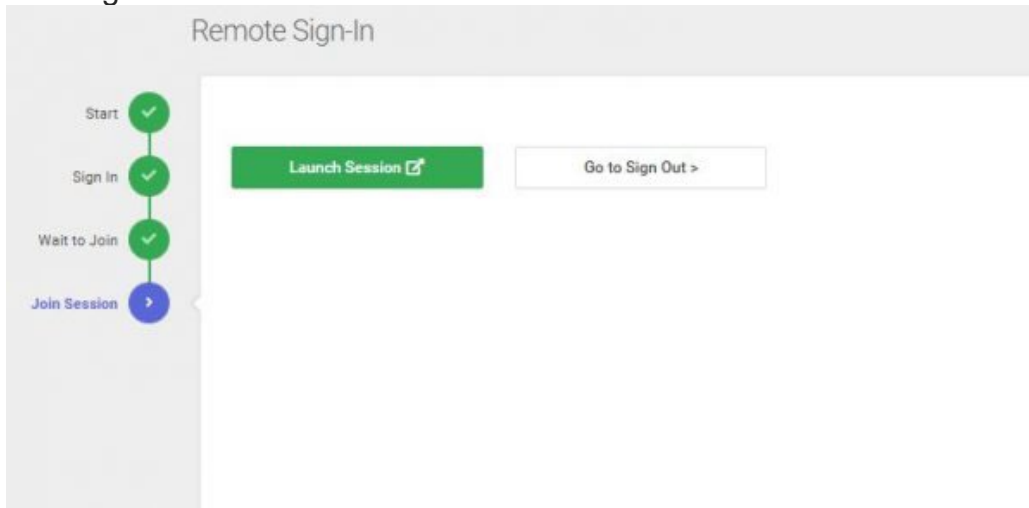 Remote Sign-In
Start
Sign In
Wait to Join
Join Session
Launch Session
Go to Sign Out >